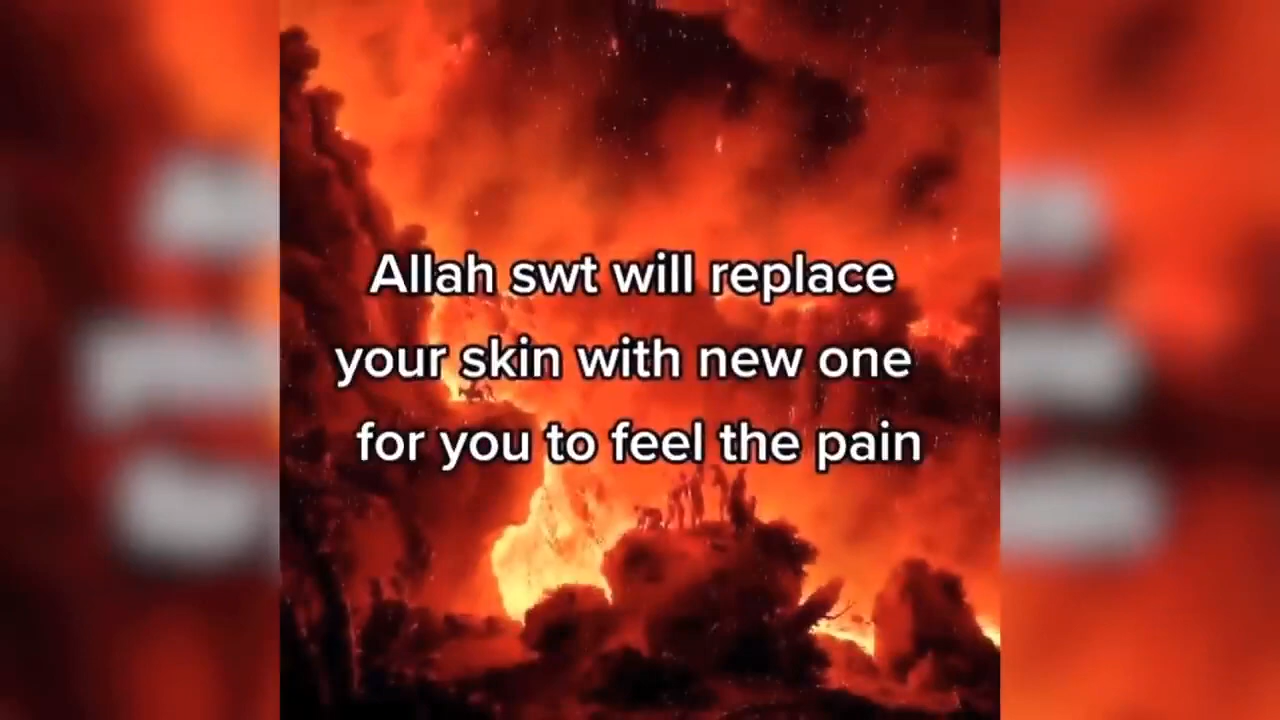 Allah swt will replace
your skin with new one
for you to feel the pain